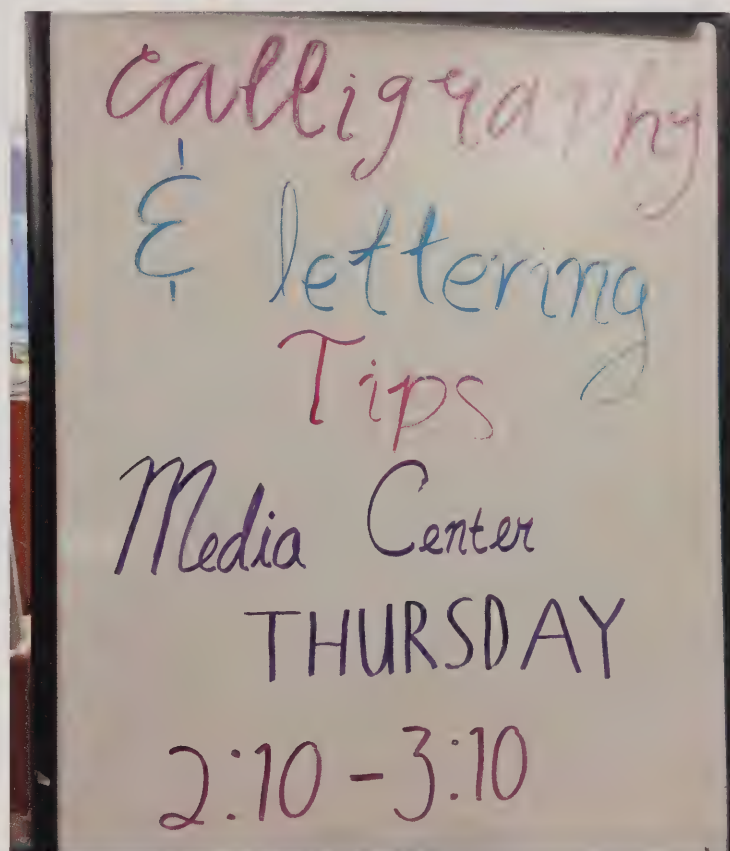 calligraphy
& lettering
Tips
Media Center
THURSDAY
2:10 - 3:10